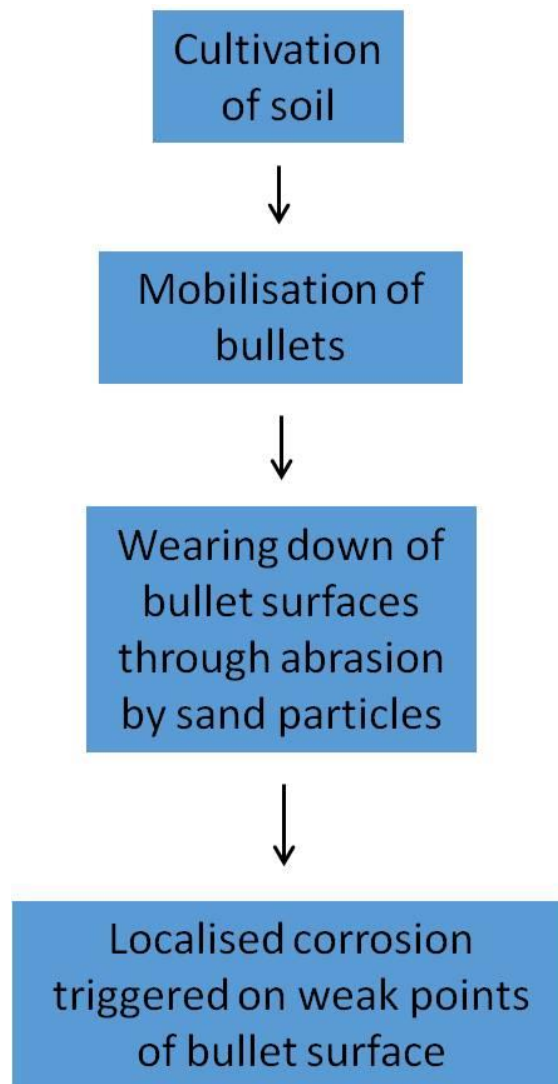 Cultivation
of soil
Mobilisation of
bullets
Wearing down of
bullet surfaces
through abrasion
by sand particles
Localised corrosion
triggered on weak points
of bullet surface